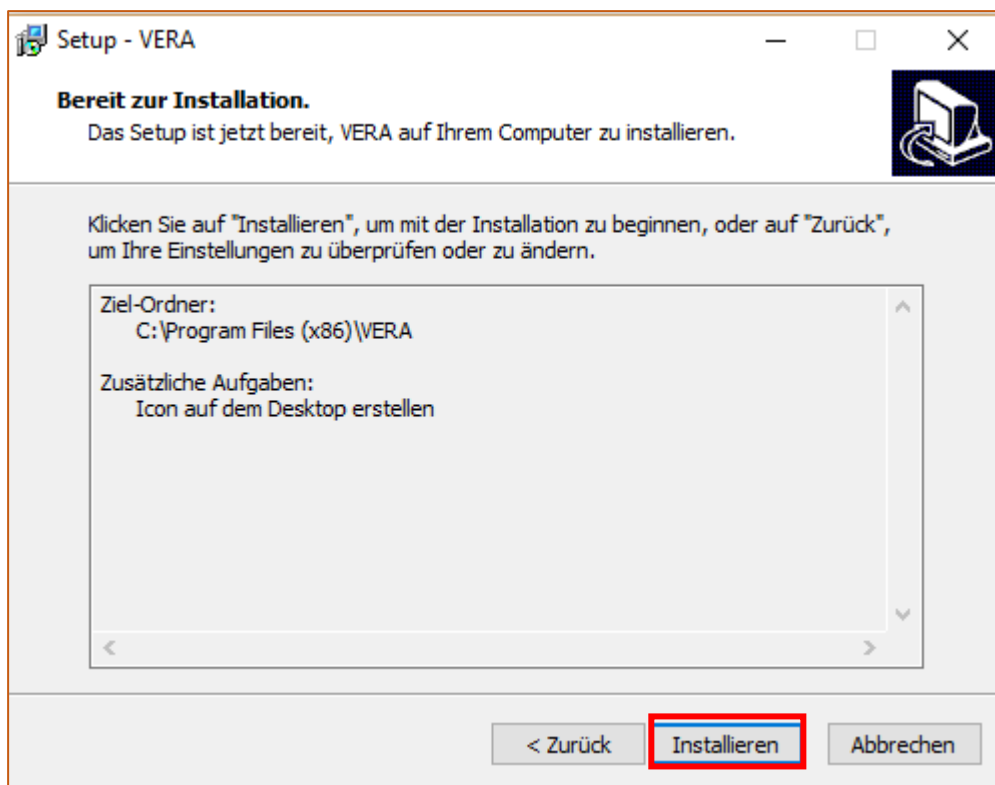 Setup - VERA
Bereit zur Installation.
Das Setup ist jetzt bereit, VERA auf Ihrem Computer zu installieren.
Klicken Sie auf "Installieren", um mit der Installation zu beginnen, oder auf "Zurück",
um Ihre Einstellungen zu überprüfen oder zu ändern.
Ziel-Ordner:
C:\Program Files (x86)\VERA
Zusätzliche Aufgaben:
Icon auf dem Desktop erstellen
< Zurück
Installieren
Abbrechen